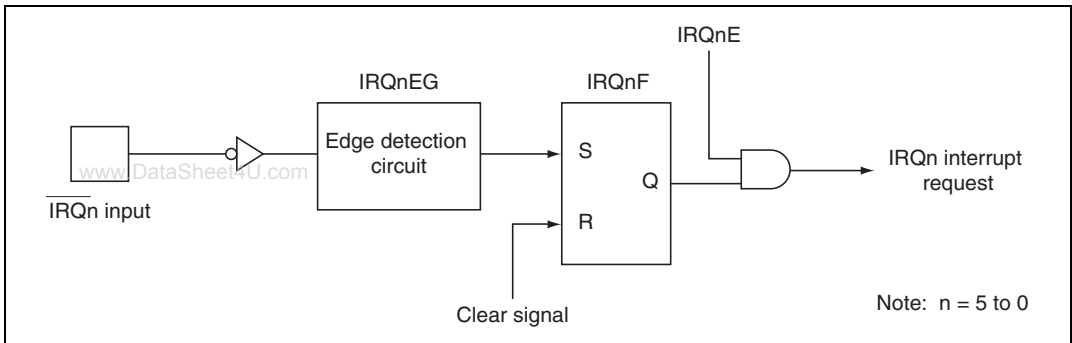 IRQnE
IRQnEG
IRQnF
Edge detection
circuit
S
Q
R
IRQn interrupt
request
www.DataSheet4U.com
IRQn input
Clear signal
Note: n = 5 to 0